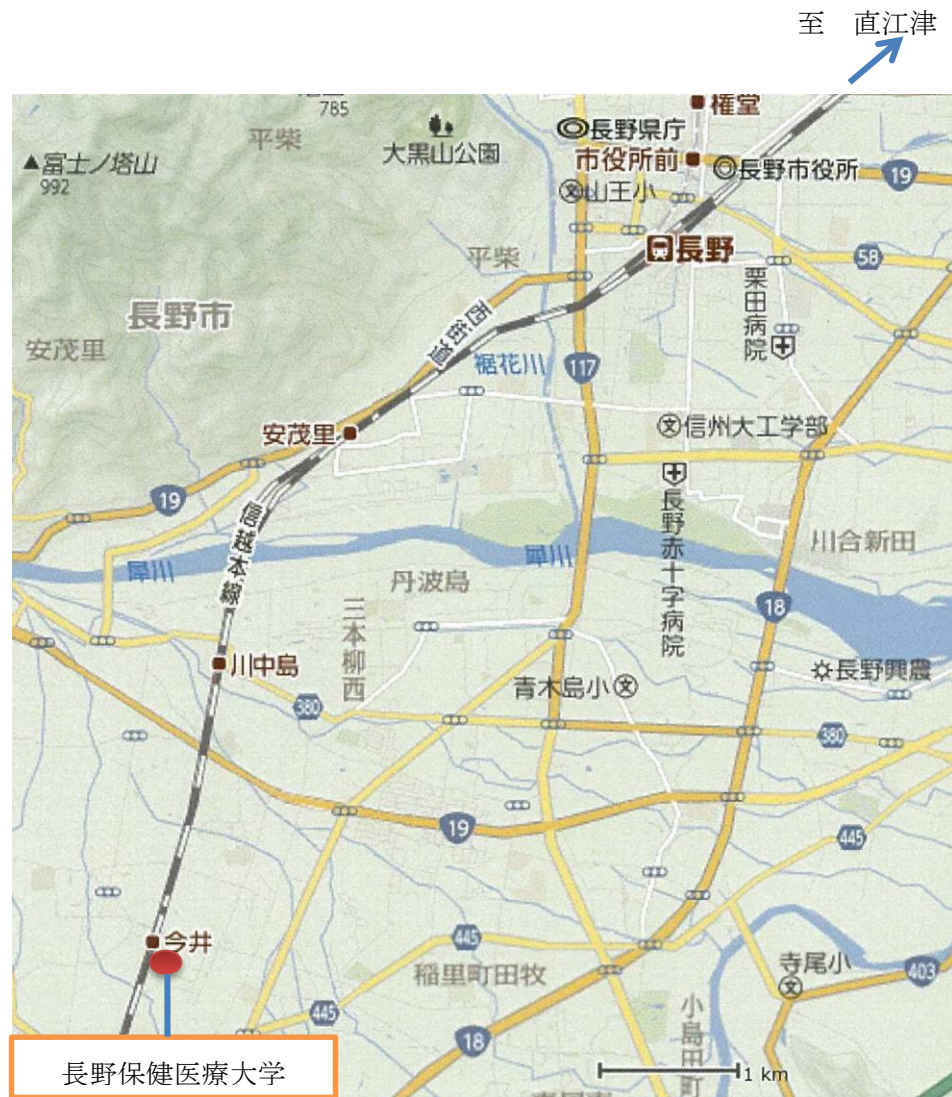 至　直江津
785
権堂
平柴
長野県庁
大黒山公園
市役所前
▲富士ノ塔山
992
長野市役所
19
山王小
長野
平柴
58
栗田病院
長野市
西街道
安茂里
裾花川
117
安茂里
信州大工学部
19
信越本線
長野赤十字病院
犀川
犀川
川合新田
丹波島
18
三本柳西
川中島
長野興農
青木島小
380
380
19
445
今井
445
稲里町田牧
寺尾小
403
445
18
小島田町
1 km
長野保健医療大学